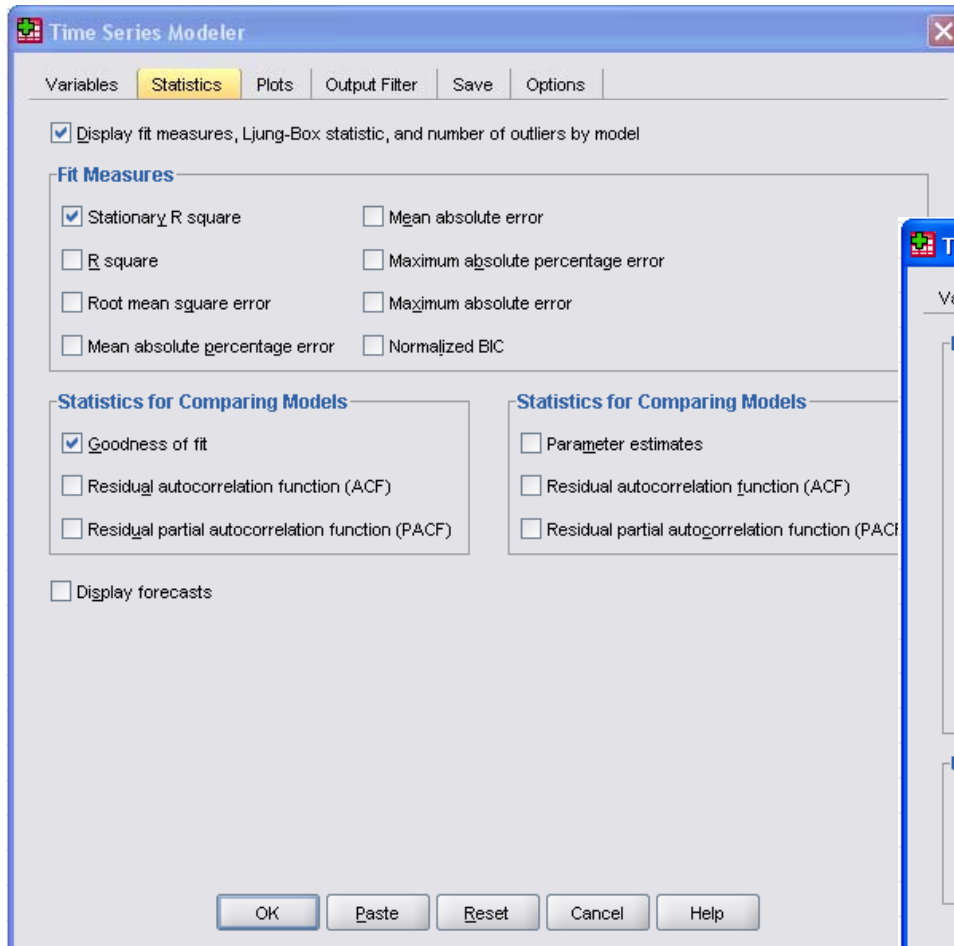 Time Series Modeler
Variables Statistics Plots Output Filter Save Options
Display fit measures, Ljung-Box statistic, and number of outliers by model
Fit Measures
Stationary R square Mean absolute error
R square Maximum absolute percentage error
Root mean square error Maximum absolute error
Mean absolute percentage error Normalized BIC
Statistics for Comparing Models Statistics for Comparing Models
Goodness of fit Parameter estimates
Residual autocorrelation function (ACF) Residual autocorrelation function (ACF)
Residual partial autocorrelation function (PACF) Residual partial autocorrelation function (PACF
Display forecasts
OK Paste Reset Cancel Help